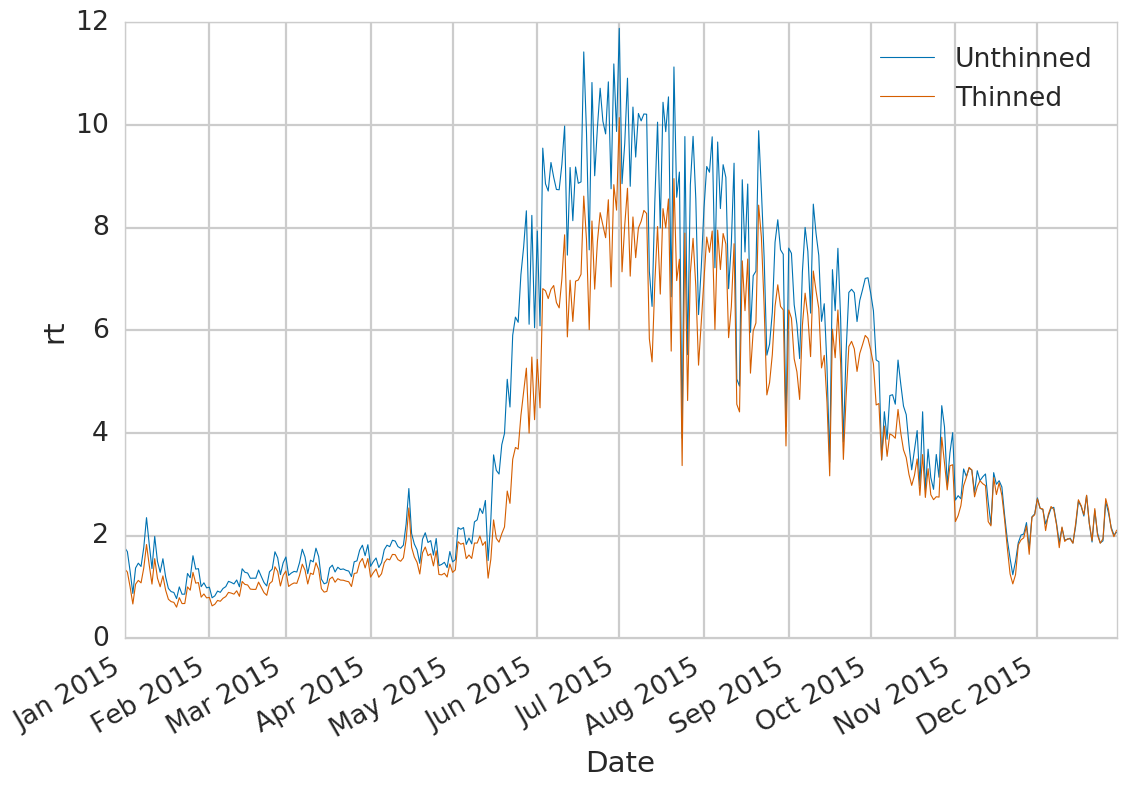 12
10
8
6
4
2
0
rt
Unthinned
Thinned
Jan 2015
Feb 2015
Mar 2015
Apr 2015
May 2015
Jun 2015
Jul 2015
Aug 2015
Sep 2015
Oct 2015
Nov 2015
Dec 2015
Date